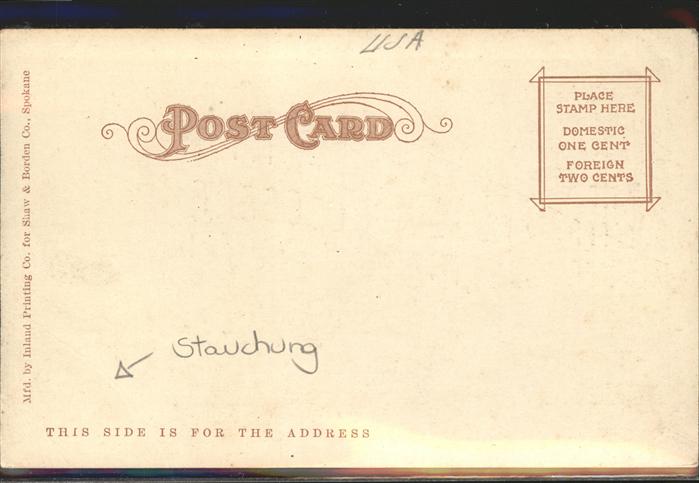 USA
POST CARD
PLACE
STAMP HERE
DOMESTIC
ONE CENT
FOREIGN
TWO CENTS
Mfd. by Inland Printing Co. for Shaw & Borden Co., Spokane
Stauchung
THIS SIDE IS FOR THE ADDRESS